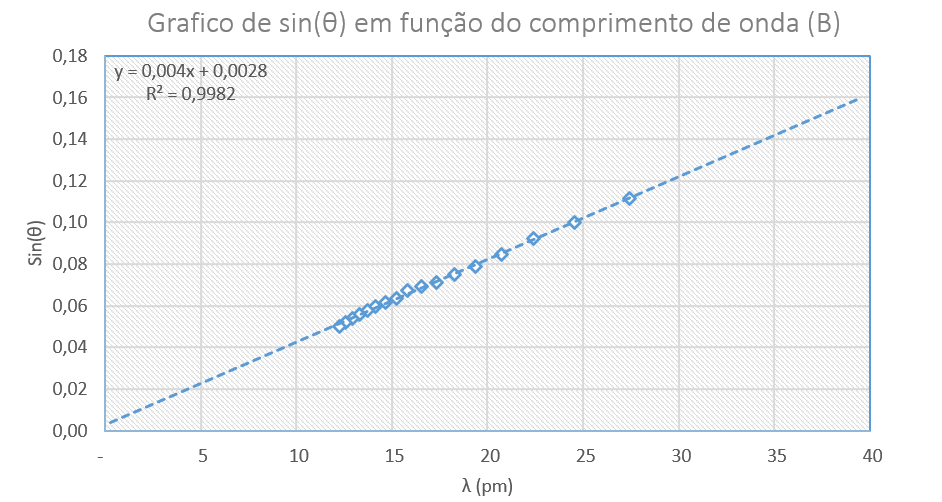 Grafico de sin(θ) em função do comprimento de onda (B)
y = 0,004x + 0,0028
R² = 0,9982
0,18
0,16
0,14
0,12
0,10
0,08
0,06
0,04
0,02
0,00
Sin(θ)
- 5 10 15 20 25 30 35 40
λ (pm)